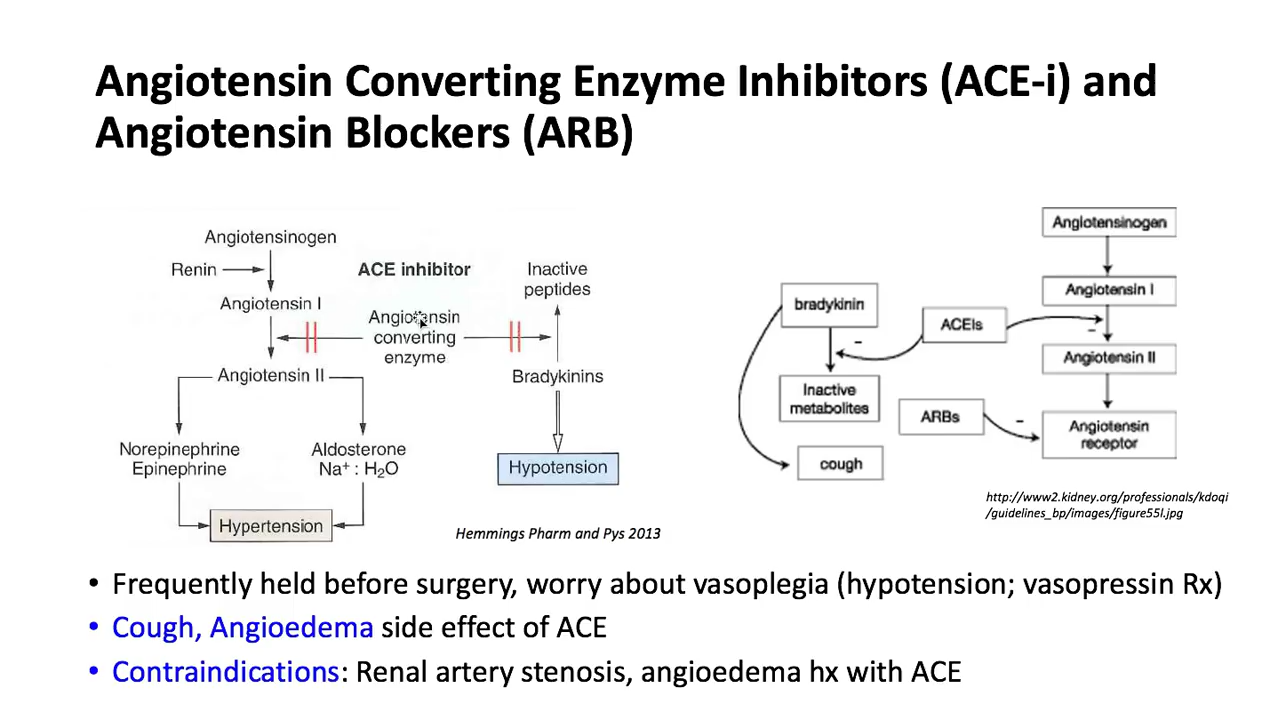 Angiotensin Converting Enzyme Inhibitors (ACE-i) and
Angiotensin Blockers (ARB)
Angiotensinogen
Renin
ACE inhibitor
Inactive
peptides
Angiotensin I
Angiotensin
converting
enzyme
Angiotensin II
Bradykinins
Norepinephrine
Epinephrine
Aldosterone
Na+ : H2O
Hypotension
Hypertension
Hemmings Pharm and Pys 2013
Angiotensinogen
Angiotensin I
bradykinin
ACEIs
–
–
Angiotensin II
Inactive
metabolites
ARBs
–
Angiotensin
receptor
cough
http://www2.kidney.org/professionals/kdoqi
/guidelines_bp/images/figure55l.jpg
• Frequently held before surgery, worry about vasoplegia (hypotension; vasopressin Rx)
• Cough, Angioedema side effect of ACE
• Contraindications: Renal artery stenosis, angioedema hx with ACE